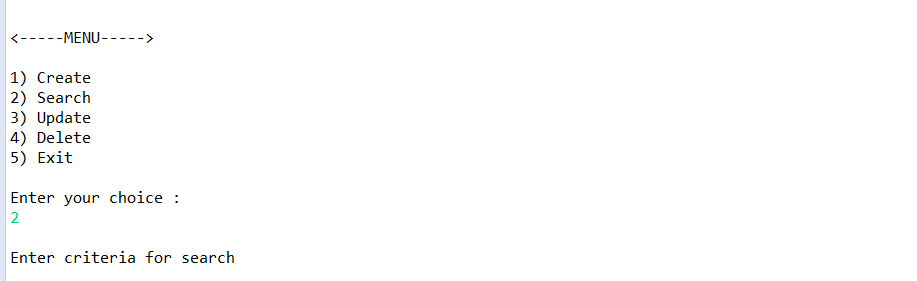 <-----MENU----->
1) Create
2) Search
3) Update
4) Delete
5) Exit
Enter your choice :
2
Enter criteria for search